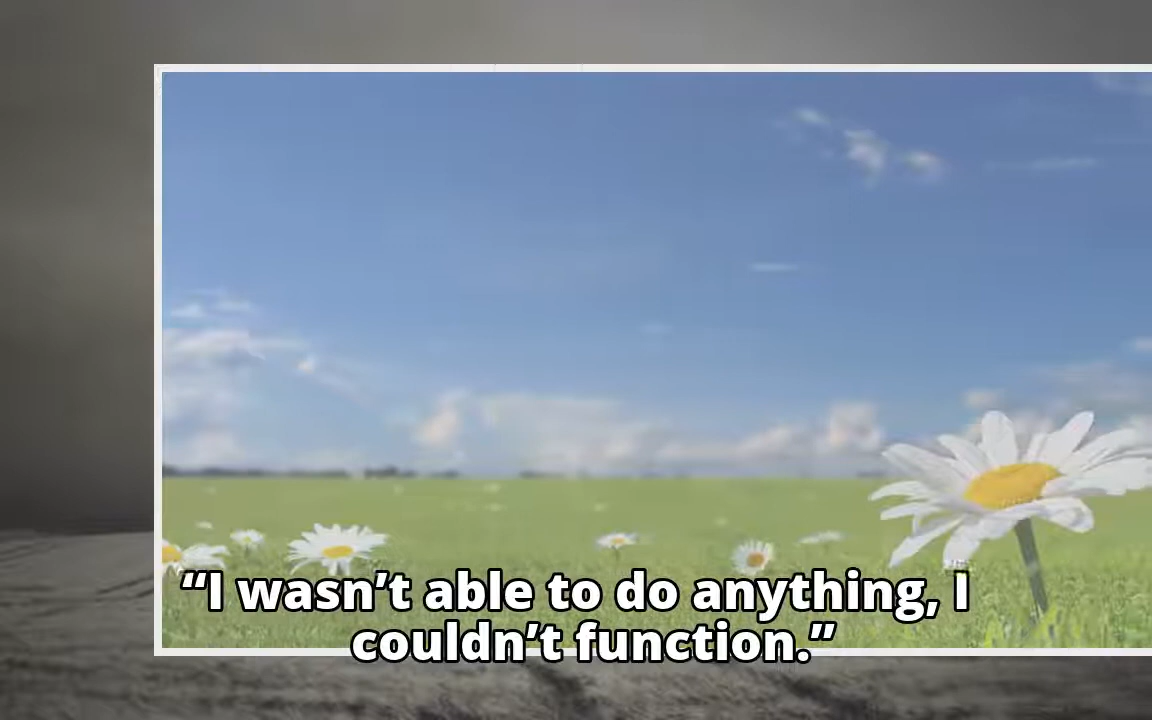 “I wasn’t able to do anything, I
couldn’t function.”